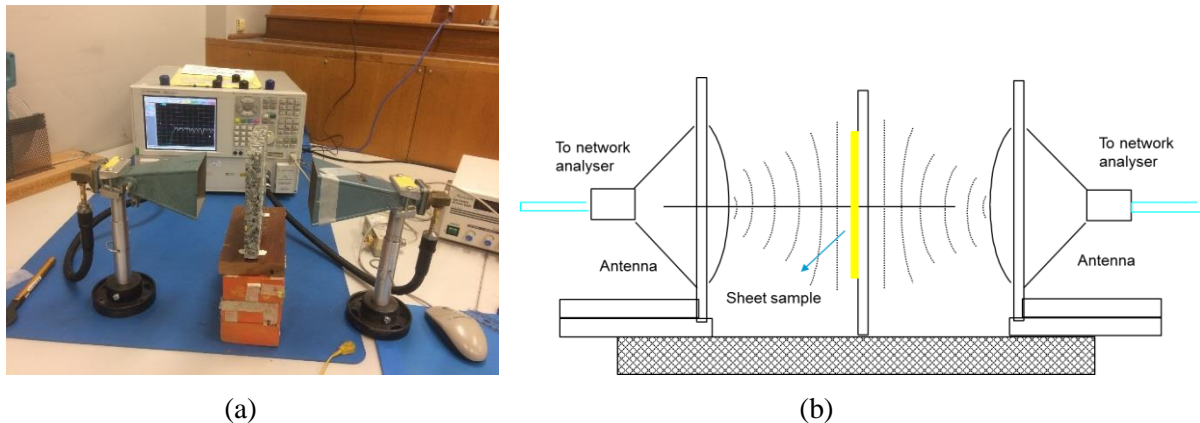 To network
analyser
Antenna
Sheet sample
To network
analyser
Antenna
(a)
(b)